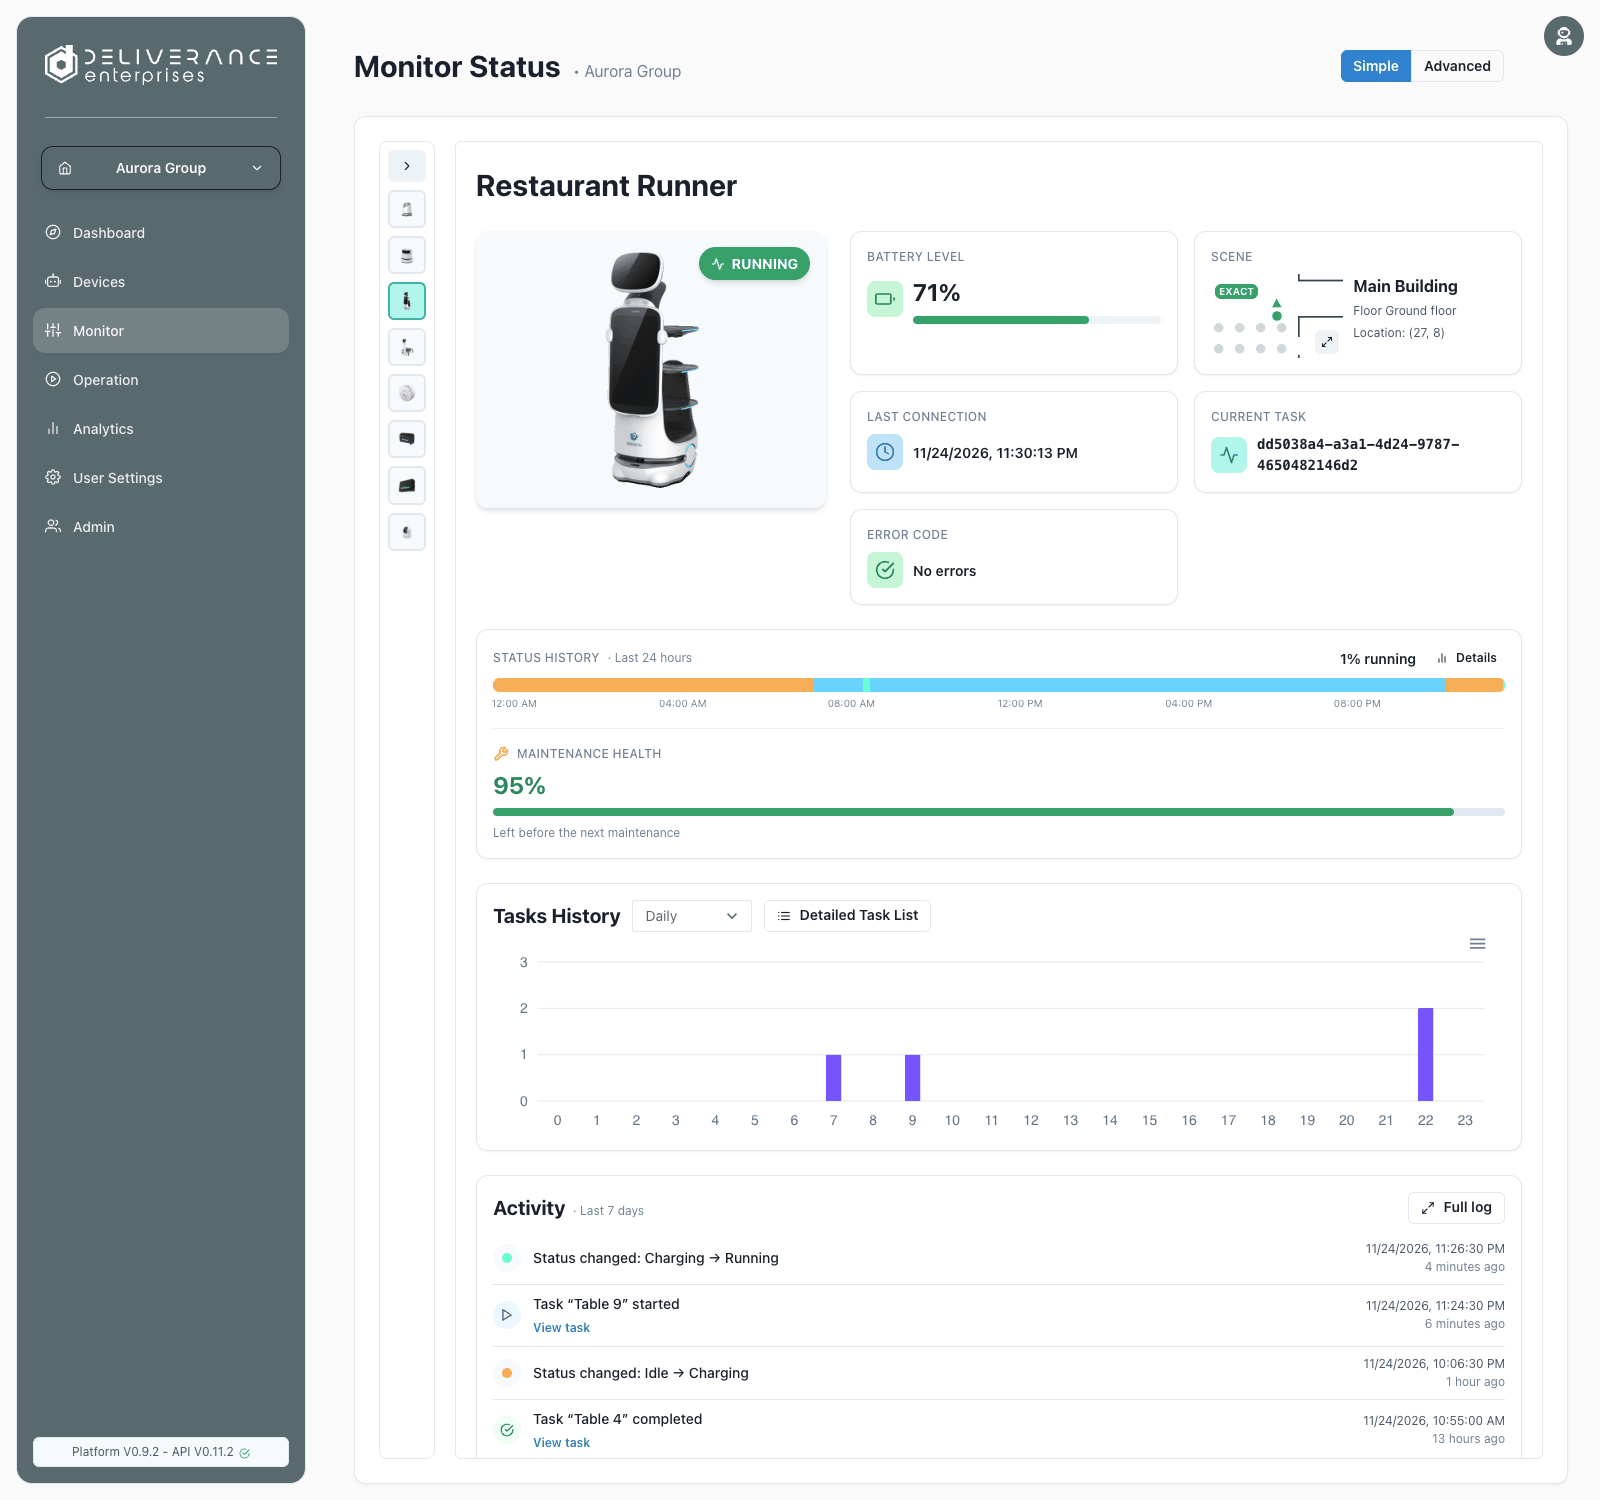 DELIVERANCE
enterprises
Aurora Group
Dashboard
Devices
Monitor
Operation
Analytics
User Settings
Admin
Platform V0.9.2 - API V0.11.2
Monitor Status · Aurora Group
Simple Advanced
Restaurant Runner
RUNNING
BATTERY LEVEL
71%
SCENE
EXACT
Main Building
Floor Ground floor
Location: (27, 8)
LAST CONNECTION
11/24/2026, 11:30:13 PM
CURRENT TASK
dd5038a4-a3a1-4d24-9787-
4650482146d2
ERROR CODE
No errors
STATUS HISTORY · Last 24 hours
1% running Details
12:00 AM 04:00 AM 08:00 AM 12:00 PM 04:00 PM 08:00 PM
MAINTENANCE HEALTH
95%
Left before the next maintenance
Tasks History Daily Detailed Task List
3
2
1
0
0 1 2 3 4 5 6 7 8 9 10 11 12 13 14 15 16 17 18 19 20 21 22 23
Activity · Last 7 days
Full log
Status changed: Charging → Running
11/24/2026, 11:26:30 PM
4 minutes ago
Task “Table 9” started
View task
11/24/2026, 11:24:30 PM
6 minutes ago
Status changed: Idle → Charging
11/24/2026, 10:06:30 PM
1 hour ago
Task “Table 4” completed
View task
11/24/2026, 10:55:00 AM
13 hours ago